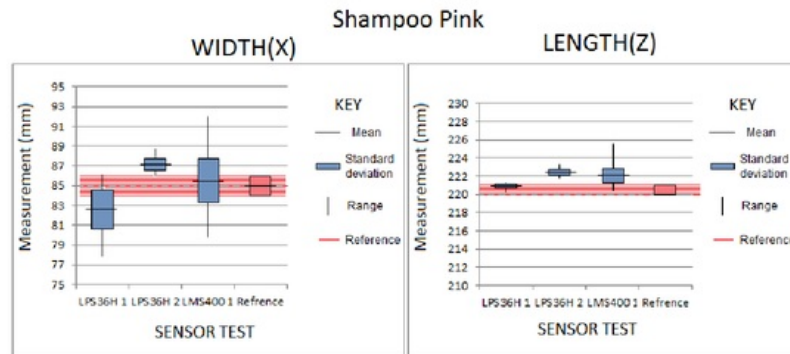 Shampoo Pink
WIDTH(X)
Measurement (mm)
95
93
91
89
87
85
83
81
79
77
75
LPS36H 1 LPS36H 2 LMS400 1 Refrence
SENSOR TEST
KEY
Mean
Standard
deviation
Range
Reference
LENGTH(Z)
Measurement (mm)
230
228
226
224
222
220
218
216
214
212
210
LPS36H 1 LPS36H 2 LMS400 1 Refrence
SENSOR TEST
KEY
Mean
Standard
deviation
Range
Reference